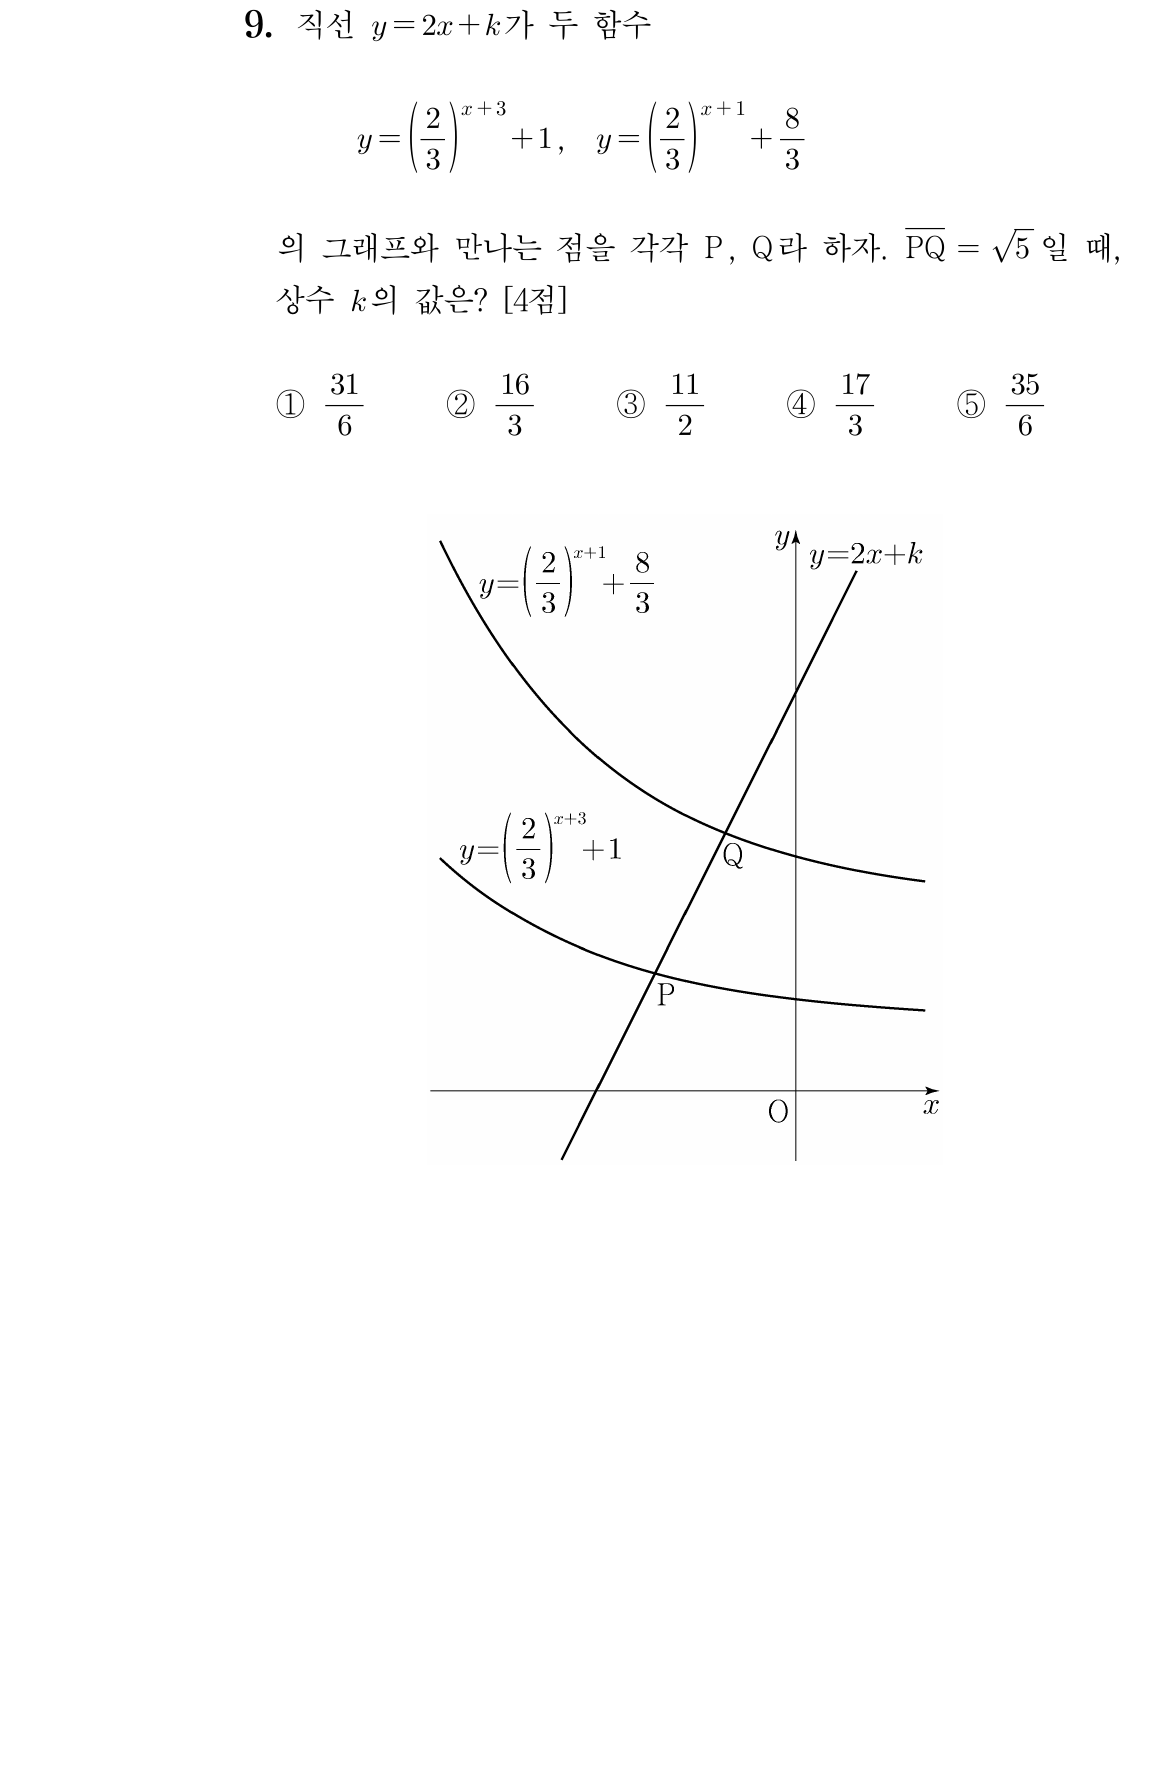 9. 직선 y=2x+k가 두 함수
y=(2/3)^{x+3}+1, y=(2/3)^{x+1}+8/3
의 그래프와 만나는 점을 각각 P, Q라 하자. \overline{PQ}=√5 일 때,
상수 k의 값은? [4점]
① 31/6 ② 16/3 ③ 11/2 ④ 17/3 ⑤ 35/6
y
y=2x+k
y=(2/3)^{x+1}+8/3
y=(2/3)^{x+3}+1
Q
P
O
x